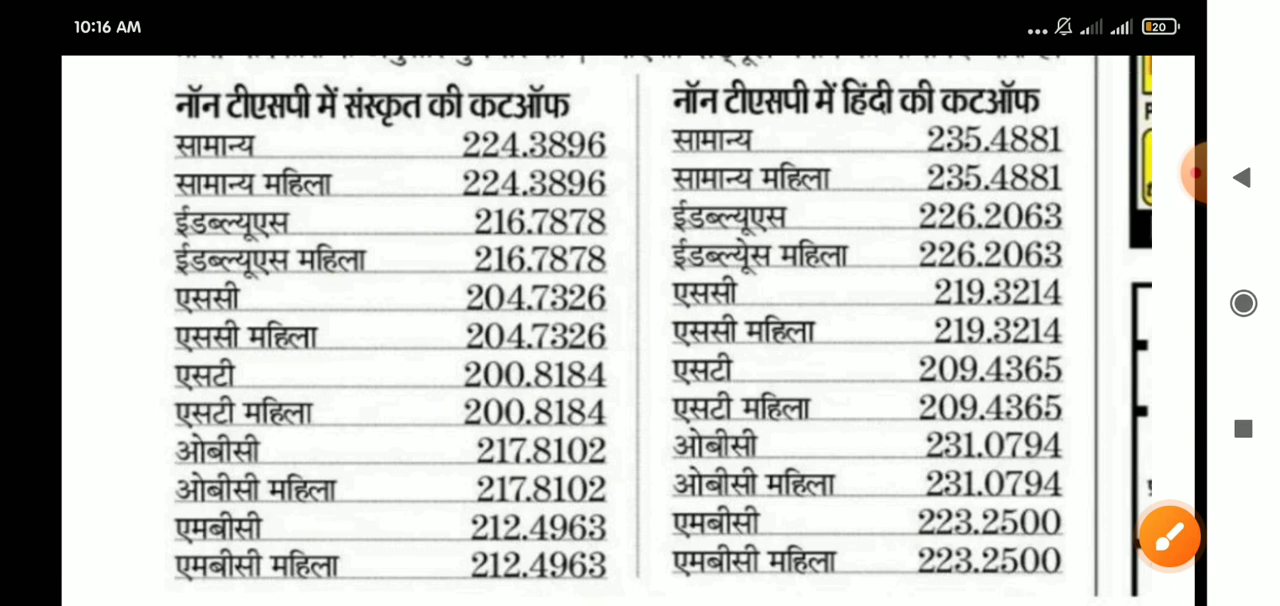 10:16 AM
20
नॉन टीएसपी में संस्कृत की कटऑफ
सामान्य 224.3896
सामान्य महिला 224.3896
ईडब्ल्यूएस 216.7878
ईडब्ल्यूएस महिला 216.7878
एससी 204.7326
एससी महिला 204.7326
एसटी 200.8184
एसटी महिला 200.8184
ओबीसी 217.8102
ओबीसी महिला 217.8102
एमबीसी 212.4963
एमबीसी महिला 212.4963
नॉन टीएसपी में हिंदी की कटऑफ
सामान्य 235.4881
सामान्य महिला 235.4881
ईडब्ल्यूएस 226.2063
ईडब्ल्येूस महिला 226.2063
एससी 219.3214
एससी महिला 219.3214
एसटी 209.4365
एसटी महिला 209.4365
ओबीसी 231.0794
ओबीसी महिला 231.0794
एमबीसी 223.2500
एमबीसी महिला 223.2500